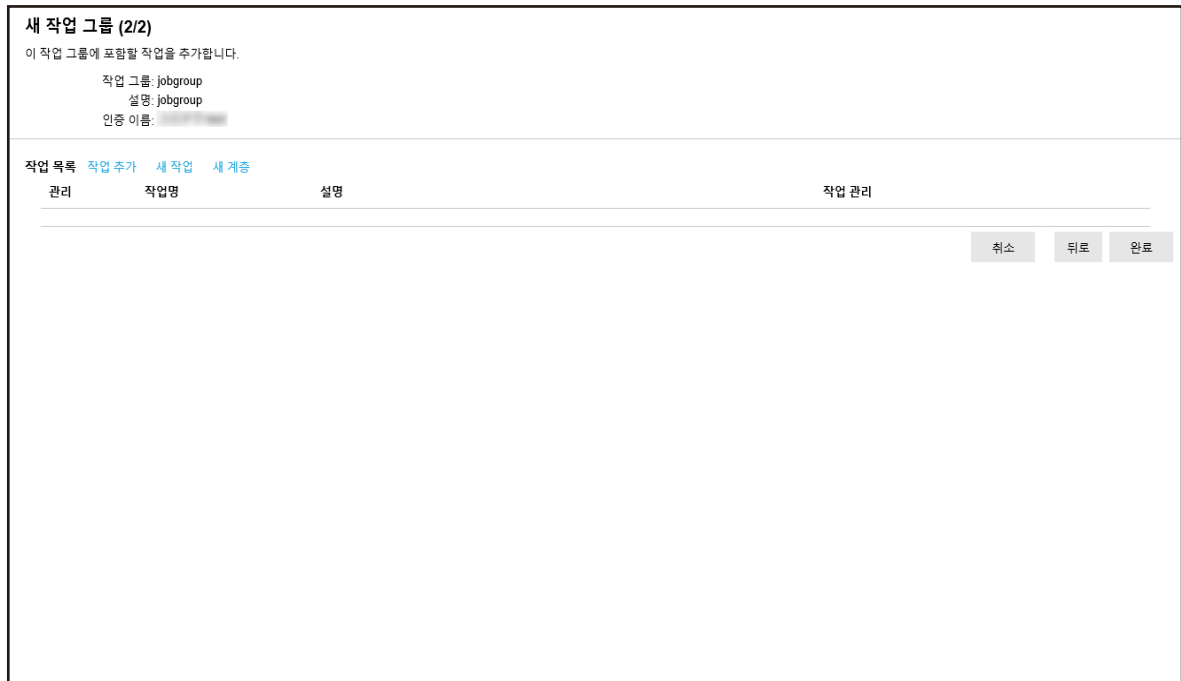 새 작업 그룹 (2/2)
이 작업 그룹에 포함할 작업을 추가합니다.
작업 그룹: jobgroup
설명: jobgroup
인증 이름:
작업 목록 작업 추가 새 작업 새 계층
관리 작업명 설명 작업 관리
취소 뒤로 완료